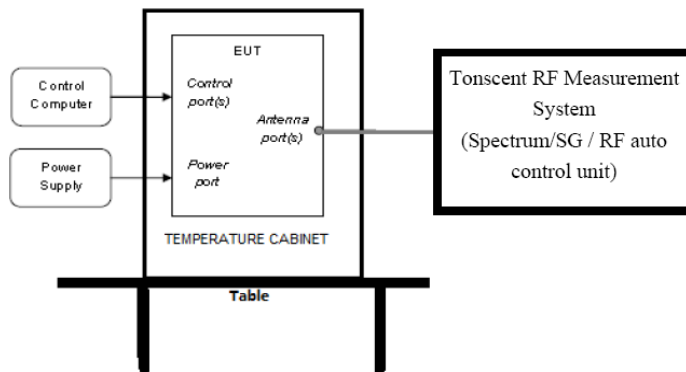 Control
Computer
Power
Supply
EUT
Control
port(s)
Antenna
port(s)
Power
port
TEMPERATURE CABINET
Table
Tonscent RF Measurement
System
(Spectrum/SG / RF auto
control unit)